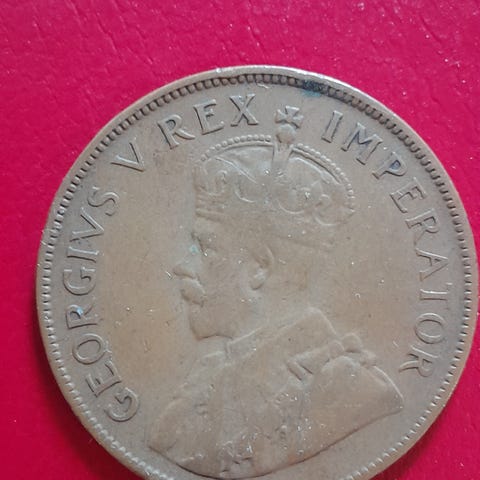 GEORGIVS V REX IMPERATOR